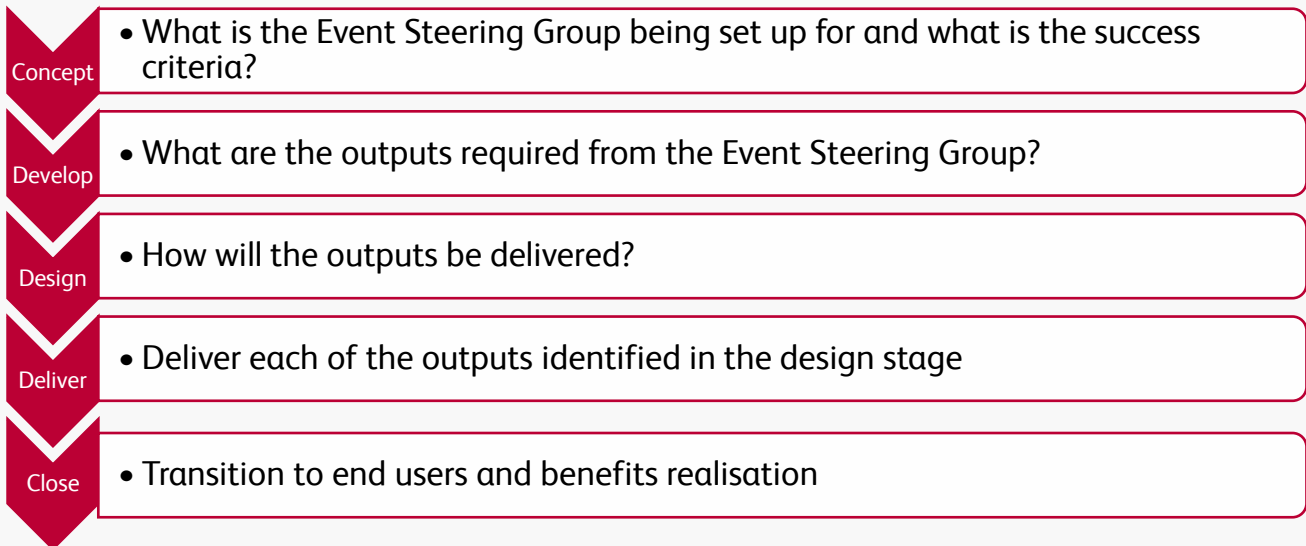 Concept
• What is the Event Steering Group being set up for and what is the success
criteria?
Develop
• What are the outputs required from the Event Steering Group?
Design
• How will the outputs be delivered?
Deliver
• Deliver each of the outputs identified in the design stage
Close
• Transition to end users and benefits realisation